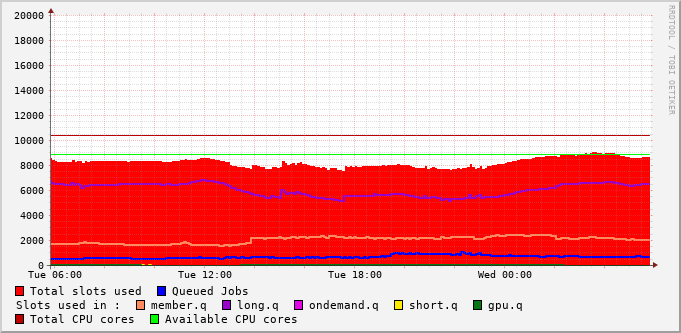 20000
18000
16000
14000
12000
10000
8000
6000
4000
2000
0
Tue 06:00 Tue 12:00 Tue 18:00 Wed 00:00
Total slots used Queued Jobs
Slots used in : member.q long.q ondemand.q short.q gpu.q
Total CPU cores Available CPU cores
RRDTOOL / TOBI OETIKER